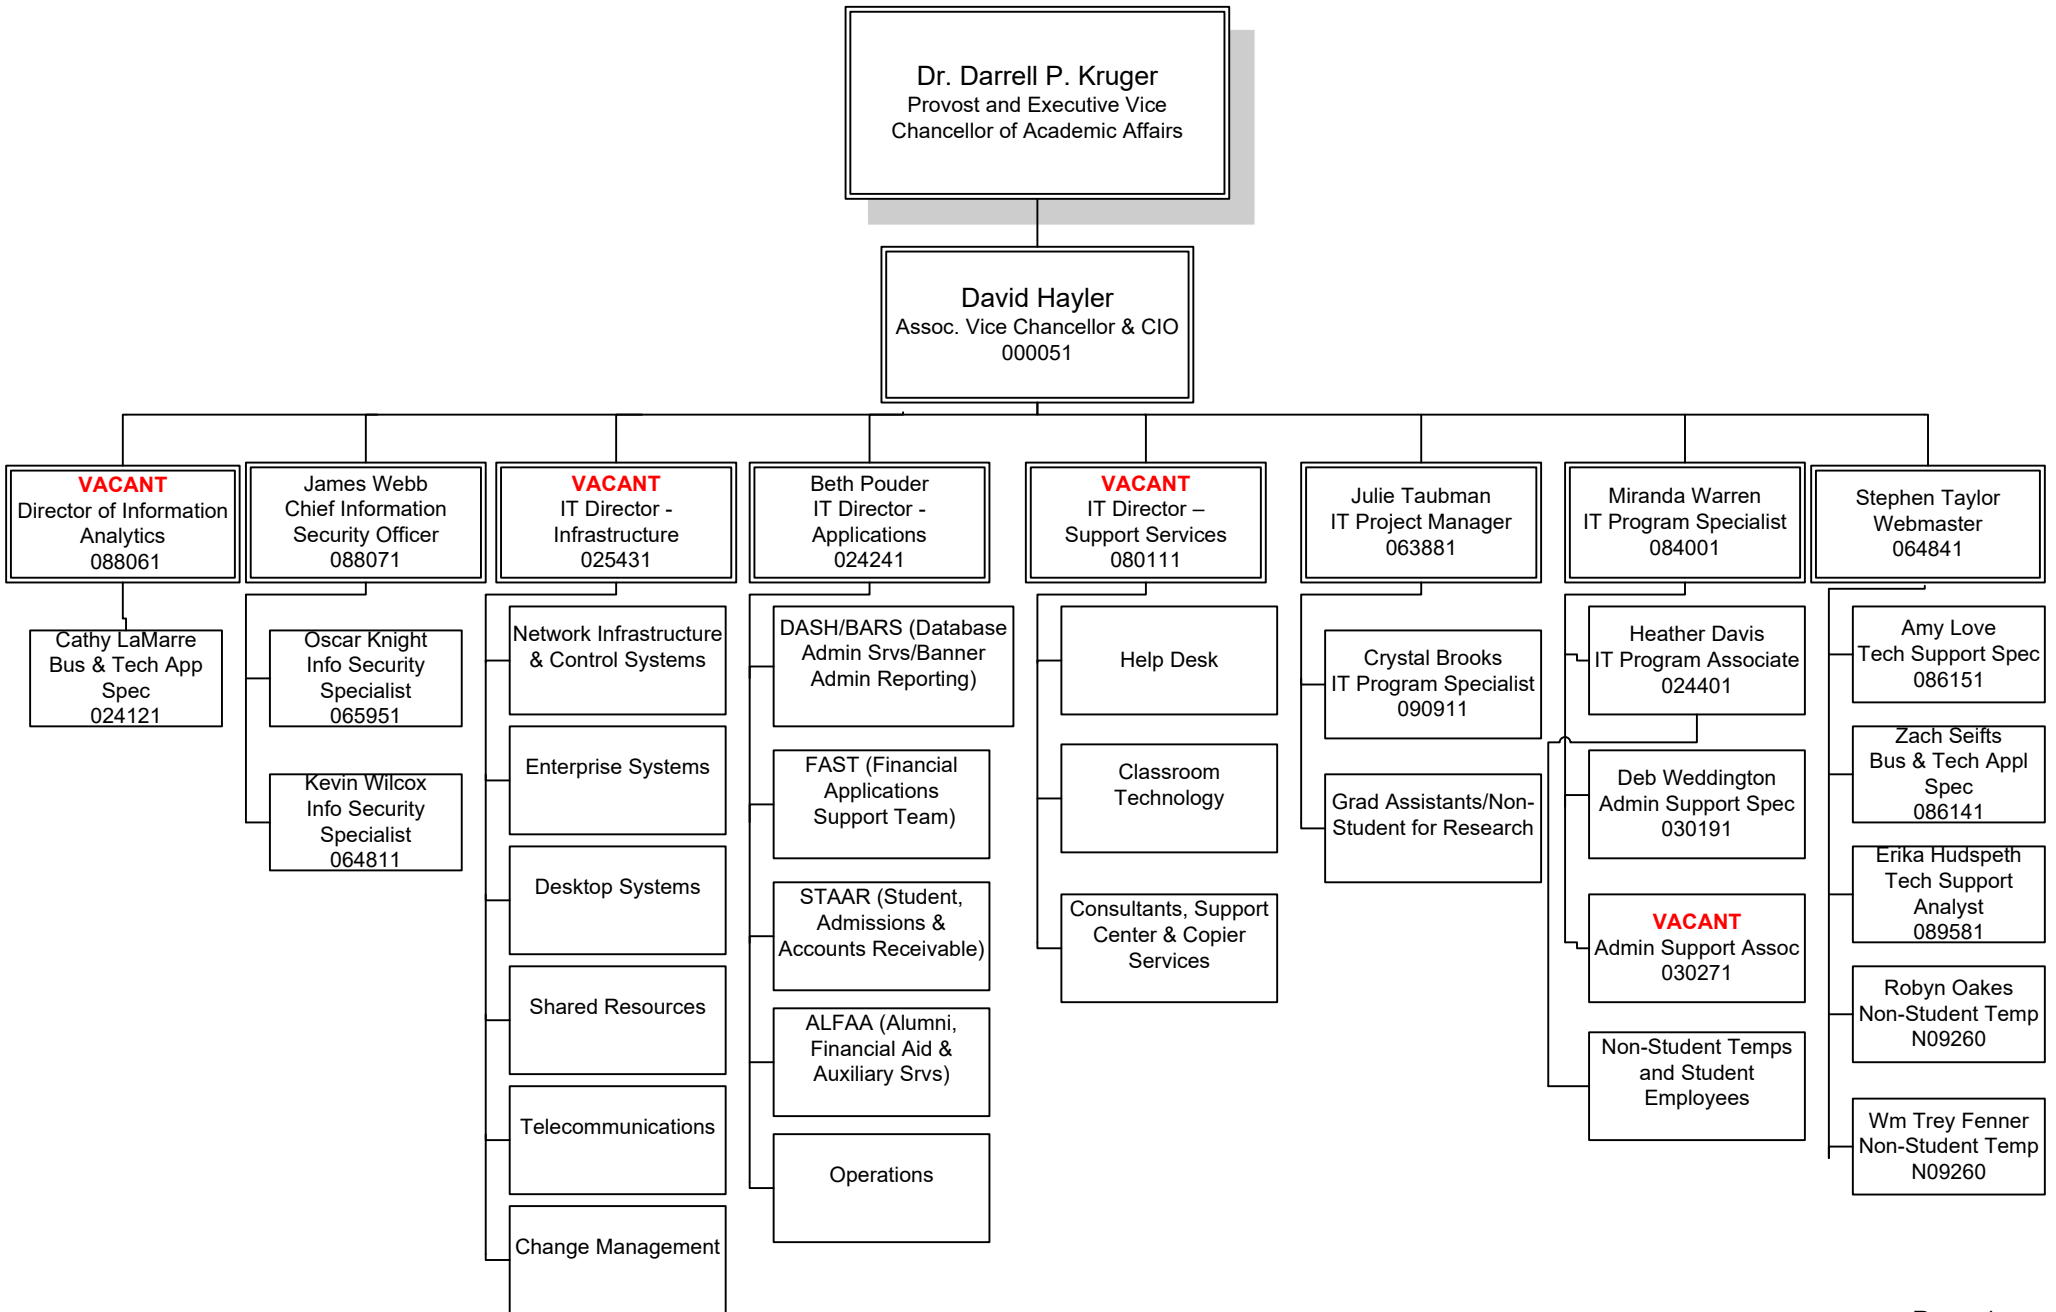 Dr. Darrell P. Kruger
Provost and Executive Vice
Chancellor of Academic Affairs
David Hayler
Assoc. Vice Chancellor & CIO
000051
VACANT
Director of Information
Analytics
088061
James Webb
Chief Information
Security Officer
088071
VACANT
IT Director -
Infrastructure
025431
Beth Pouder
IT Director -
Applications
024241
VACANT
IT Director –
Support Services
080111
Julie Taubman
IT Project Manager
063881
Miranda Warren
IT Program Specialist
084001
Stephen Taylor
Webmaster
064841
Cathy LaMarre
Bus & Tech App
Spec
024121
Oscar Knight
Info Security
Specialist
065951
Kevin Wilcox
Info Security
Specialist
064811
Network Infrastructure
& Control Systems
Enterprise Systems
Desktop Systems
Shared Resources
Telecommunications
Change Management
DASH/BARS (Database
Admin Srvs/Banner
Admin Reporting)
FAST (Financial
Applications
Support Team)
STAAR (Student,
Admissions &
Accounts Receivable)
ALFAA (Alumni,
Financial Aid &
Auxiliary Srvs)
Operations
Help Desk
Classroom
Technology
Consultants, Support
Center & Copier
Services
Crystal Brooks
IT Program Specialist
090911
Grad Assistants/Non-
Student for Research
Heather Davis
IT Program Associate
024401
Deb Weddington
Admin Support Spec
030191
VACANT
Admin Support Assoc
030271
Non-Student Temps
and Student
Employees
Amy Love
Tech Support Spec
086151
Zach Seifts
Bus & Tech Appl
Spec
086141
Erika Hudspeth
Tech Support
Analyst
089581
Robyn Oakes
Non-Student Temp
N09260
Wm Trey Fenner
Non-Student Temp
N09260